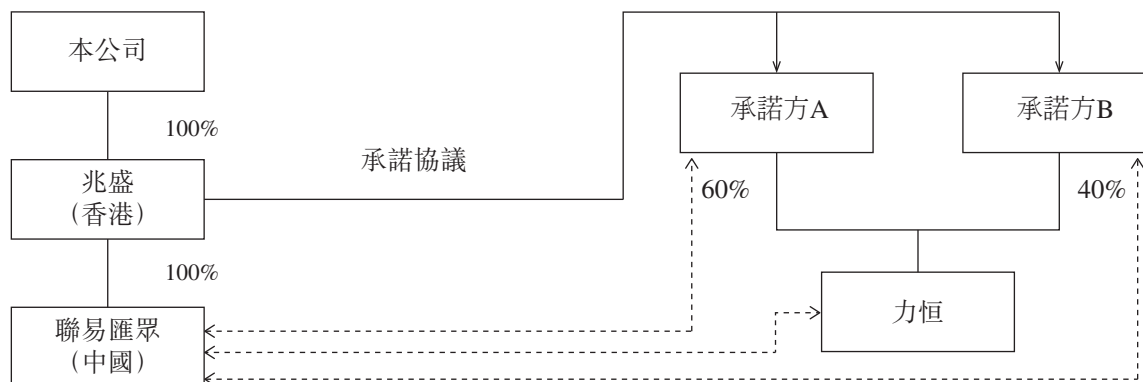 本公司
100%
兆盛
（香港）
100%
聯易匯眾
（中國）
承諾協議
承諾方A
承諾方B
60%
40%
力恒